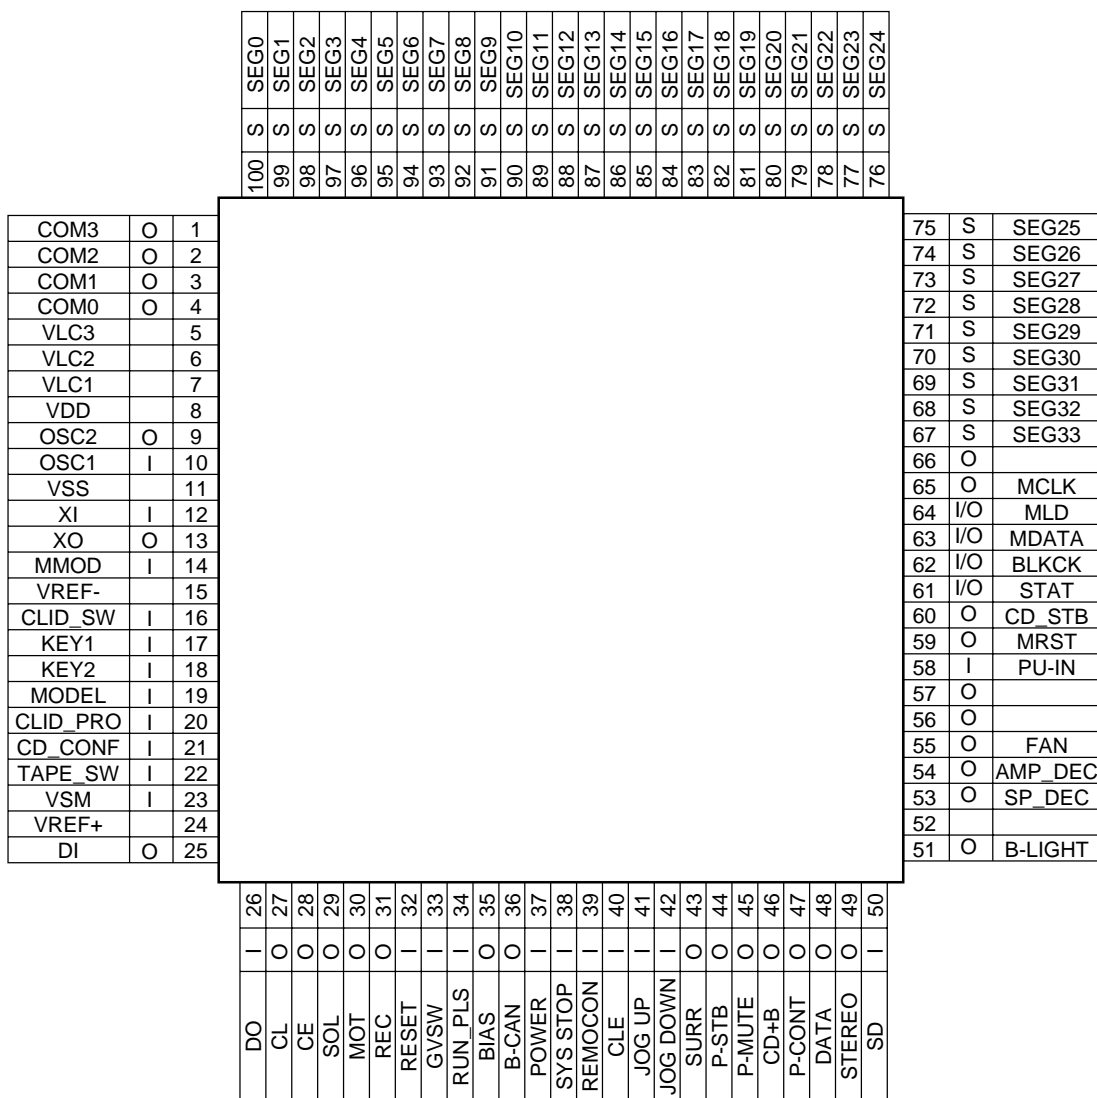 SEG0 SEG1 SEG2 SEG3 SEG4 SEG5 SEG6 SEG7 SEG8 SEG9 SEG10 SEG11 SEG12 SEG13 SEG14 SEG15 SEG16 SEG17 SEG18 SEG19 SEG20 SEG21 SEG22 SEG23 SEG24
S S S S S S S S S S S S S S S S S S S S S S S S S
100 99 98 97 96 95 94 93 92 91 90 89 88 87 86 85 84 83 82 81 80 79 78 77 76
COM3 O 1
COM2 O 2
COM1 O 3
COM0 O 4
VLC3 5
VLC2 6
VLC1 7
VDD 8
OSC2 O 9
OSC1 I 10
VSS 11
XI I 12
XO O 13
MMOD I 14
VREF- 15
CLID_SW I 16
KEY1 I 17
KEY2 I 18
MODEL I 19
CLID_PRO I 20
CD_CONF I 21
TAPE_SW I 22
VSM I 23
VREF+ 24
DI O 25
75 S SEG25
74 S SEG26
73 S SEG27
72 S SEG28
71 S SEG29
70 S SEG30
69 S SEG31
68 S SEG32
67 S SEG33
66 O
65 O MCLK
64 I/O MLD
63 I/O MDATA
62 I/O BLKCK
61 I/O STAT
60 O CD_STB
59 O MRST
58 I PU-IN
57 O
56 O
55 O FAN
54 O AMP_DEC
53 O SP_DEC
52
51 O B-LIGHT
26 27 28 29 30 31 32 33 34 35 36 37 38 39 40 41 42 43 44 45 46 47 48 49 50
I O O O O O I I I O O I I I I I I O O O O O O O I
DO CL CE SOL MOT REC RESET GVSW RUN_PLS BIAS B-CAN POWER SYS STOP REMOCON CLE JOG UP JOG DOWN SURR P-STB P-MUTE CD+B P-CONT DATA STEREO SD